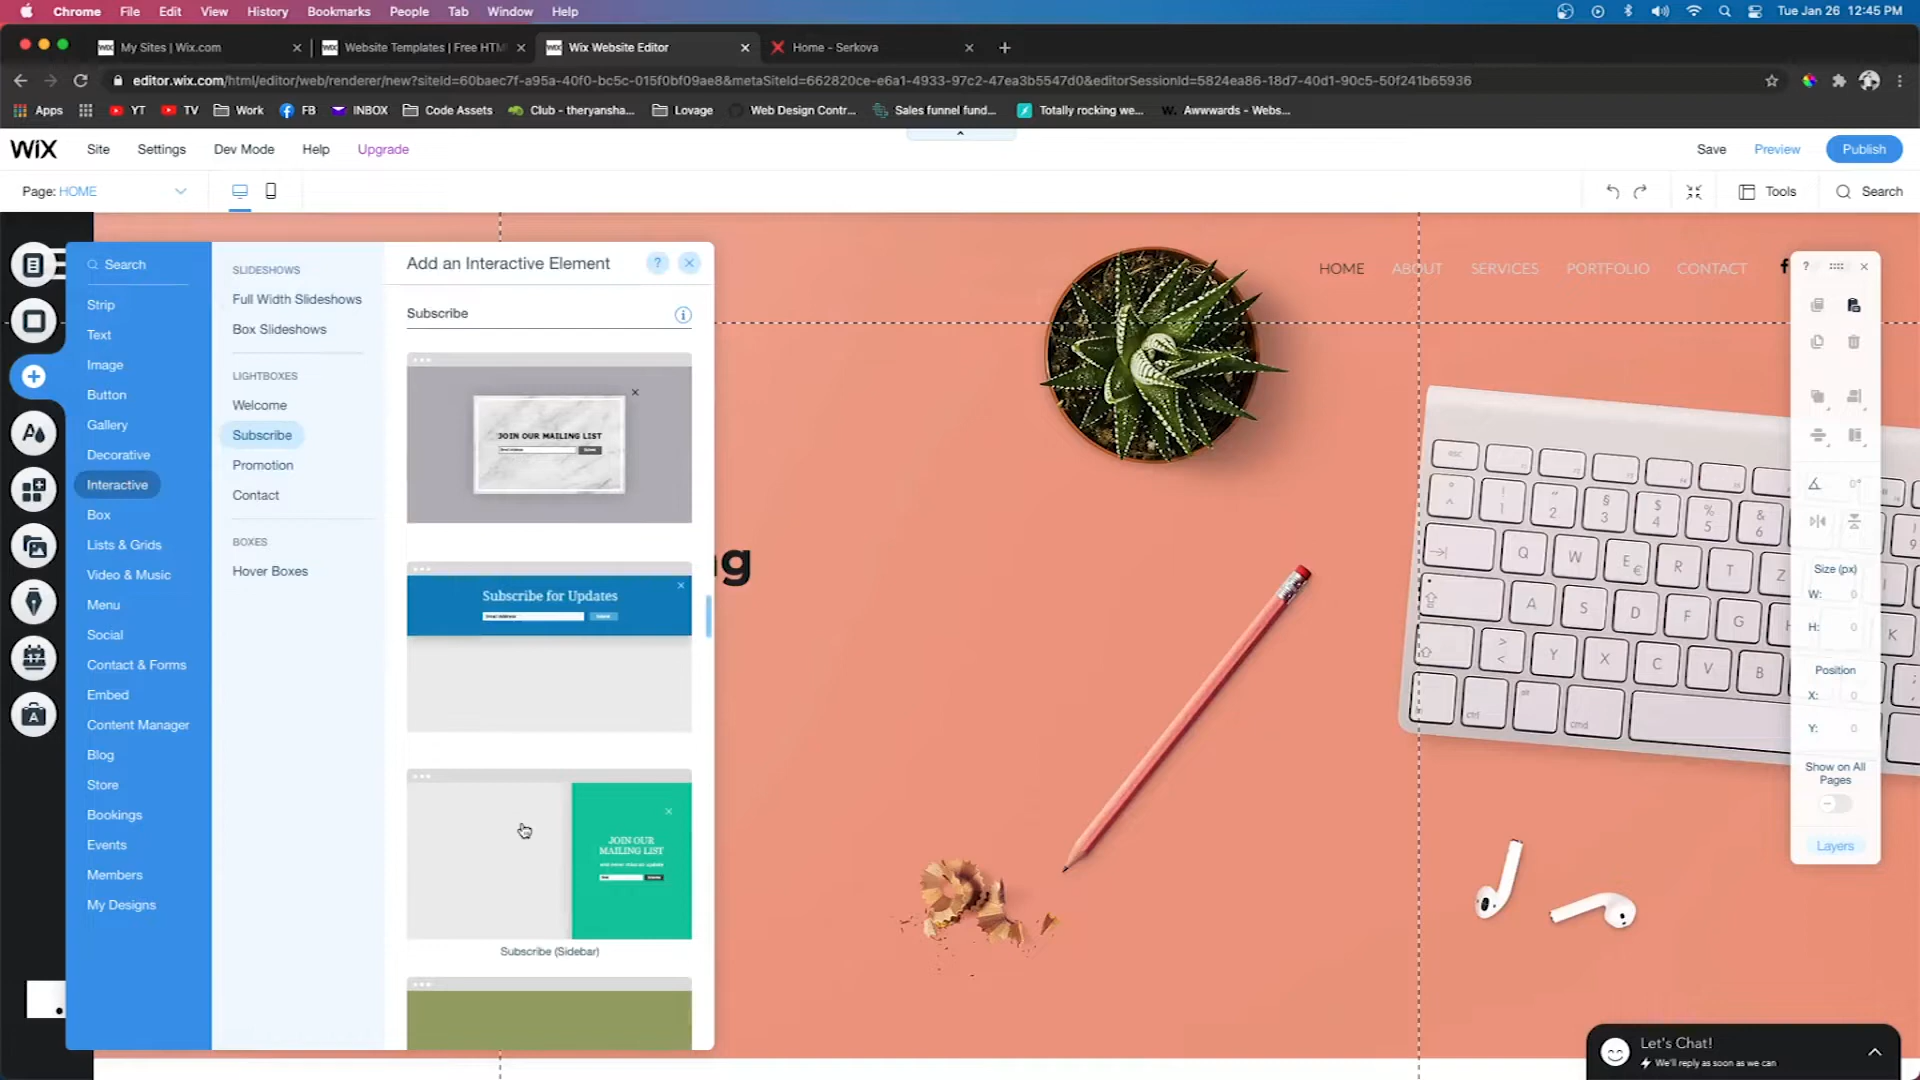 Chrome File Edit View History Bookmarks People Tab Window Help Tue Jan 26 12:45 PM
My Sites | Wix.com Website Templates | Free HTM Wix Website Editor Home - Serkova
editor.wix.com/html/editor/web/renderer/new?siteId=60baec7f-a95a-40f0-bc5c-015f0bf09ae8&metaSiteId=662820ce-e6a1-4933-97c2-47ea3b5547d0&editorSessionId=5824ea86-18d7-40d1-90c5-50f241b65936
Apps YT TV Work FB INBOX Code Assets Club - theryansha... Lovage Web Design Contr... Sales funnel fund... Totally rocking we... Awwwards - Webs...
WIX Site Settings Dev Mode Help Upgrade Save Preview Publish
Page: HOME Tools Search
Search
Strip
Text
Image
Button
Gallery
Decorative
Interactive
Box
Lists & Grids
Video & Music
Menu
Social
Contact & Forms
Embed
Content Manager
Blog
Store
Bookings
Events
Members
My Designs
SLIDESHOWS
Full Width Slideshows
Box Slideshows
LIGHTBOXES
Welcome
Subscribe
Promotion
Contact
BOXES
Hover Boxes
Add an Interactive Element ?
Subscribe
JOIN OUR MAILING LIST
Subscribe for Updates
JOIN OUR
MAILING LIST
Subscribe (Sidebar)
HOME ABOUT SERVICES PORTFOLIO CONTACT
g
esc
Q W E R T Z
A S D F G
Y X C V B
K
ctrl cmd
?
0°
Size (px)
W: 0
H: 0
Position
X: 0
Y: 0
Show on All
Pages
Layers
Let's Chat!
We'll reply as soon as we can